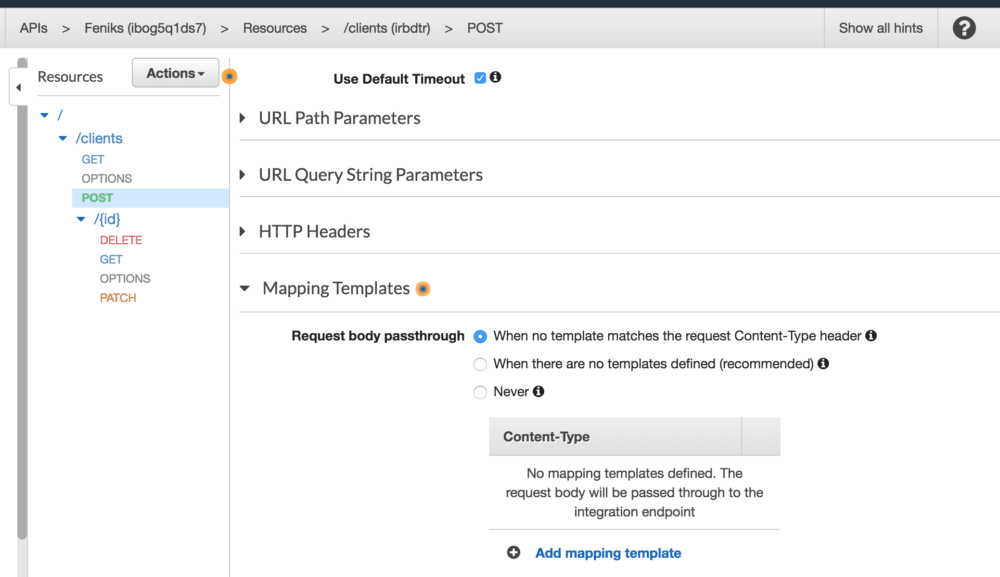 APIs > Feniks (ibog5q1ds7) > Resources > /clients (irbdtr) > POST
Show all hints
Resources
Actions
/
/clients
GET
OPTIONS
POST
/{id}
DELETE
GET
OPTIONS
PATCH
Use Default Timeout
URL Path Parameters
URL Query String Parameters
HTTP Headers
Mapping Templates
Request body passthrough
When no template matches the request Content-Type header
When there are no templates defined (recommended)
Never
Content-Type
No mapping templates defined. The
request body will be passed through to the
integration endpoint
Add mapping template